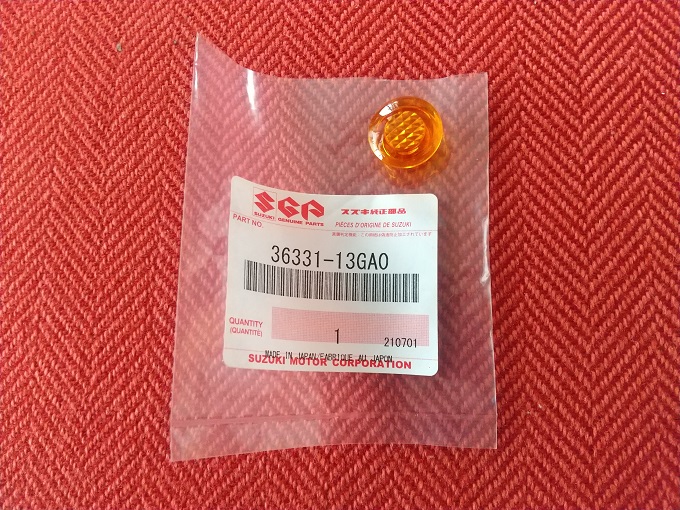 SGP スズキ純正部品
SUZUKI GENUINE PARTS
PART NO. PIÈCES D'ORIGINE DE SUZUKI
36331-13GA0
QUANTITY
(QUANTITÉ)
1 210701
MADE IN JAPAN/FABRIQUE AU JAPON
SUZUKI MOTOR CORPORATION